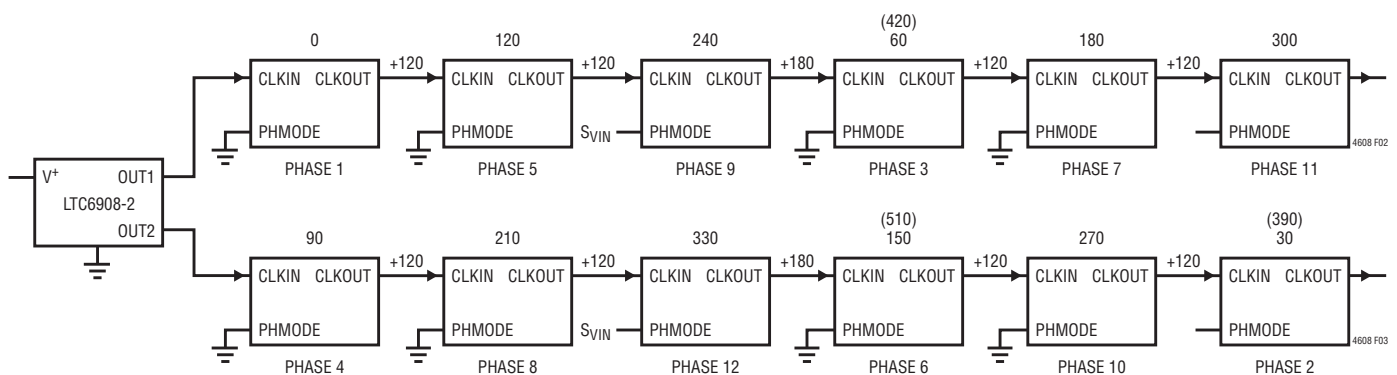 (420)
0 120 240 60 180 300
CLKIN CLKOUT +120 CLKIN CLKOUT +120 CLKIN CLKOUT +180 CLKIN CLKOUT +120 CLKIN CLKOUT +120 CLKIN CLKOUT
PHMODE PHMODE SVIN PHMODE PHMODE PHMODE PHMODE
4608 F02
PHASE 1 PHASE 5 PHASE 9 PHASE 3 PHASE 7 PHASE 11
V+ OUT1
LTC6908-2
OUT2
(510) (390)
90 210 330 150 270 30
CLKIN CLKOUT +120 CLKIN CLKOUT +120 CLKIN CLKOUT +180 CLKIN CLKOUT +120 CLKIN CLKOUT +120 CLKIN CLKOUT
PHMODE PHMODE SVIN PHMODE PHMODE PHMODE PHMODE
4608 F03
PHASE 4 PHASE 8 PHASE 12 PHASE 6 PHASE 10 PHASE 2